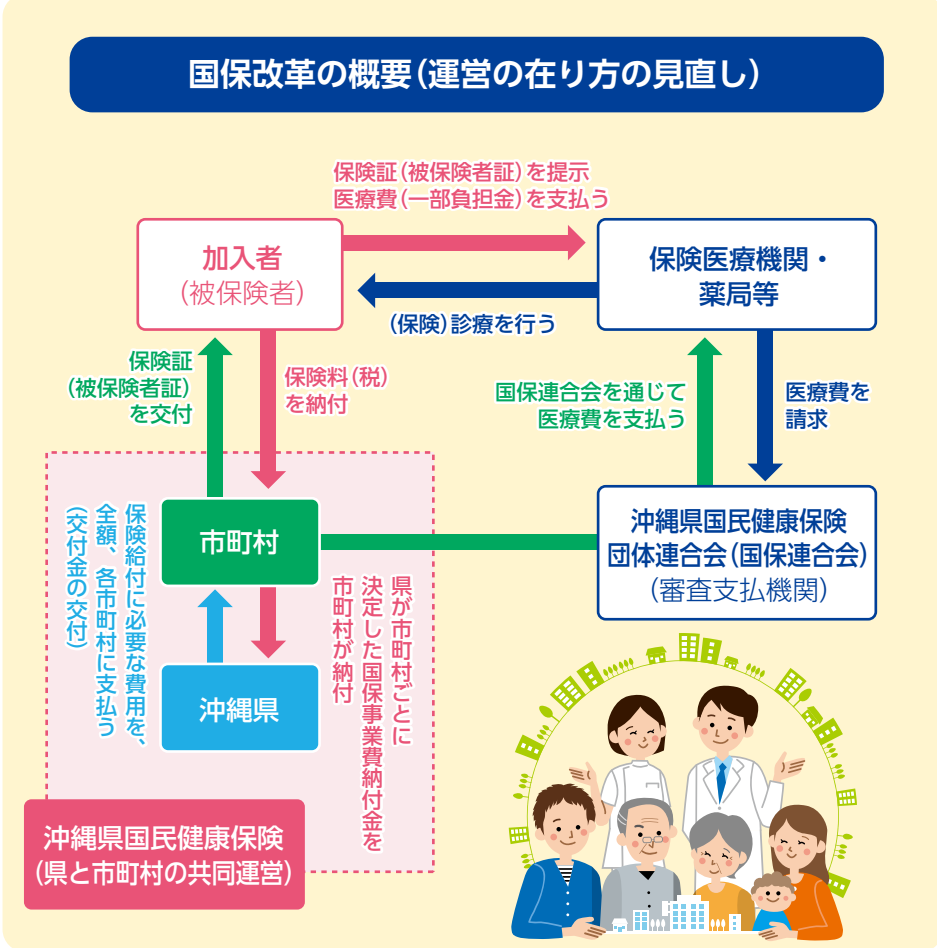 国保改革の概要（運営の在り方の見直し）
保険証（被保険者証）を提示
医療費（一部負担金）を支払う
加入者
（被保険者）
保険医療機関・
薬局等
（保険）診療を行う
保険証
（被保険者証）
を交付
保険料（税）
を納付
国保連合会を通じて
医療費を支払う
医療費を
請求
保険給付に必要な費用を、
全額、各市町村に支払う
（交付金の交付）
市町村
沖縄県国民健康保険
団体連合会（国保連合会）
（審査支払機関）
県が市町村ごとに
決定した国保事業費納付金を
市町村が納付
沖縄県
沖縄県国民健康保険
（県と市町村の共同運営）